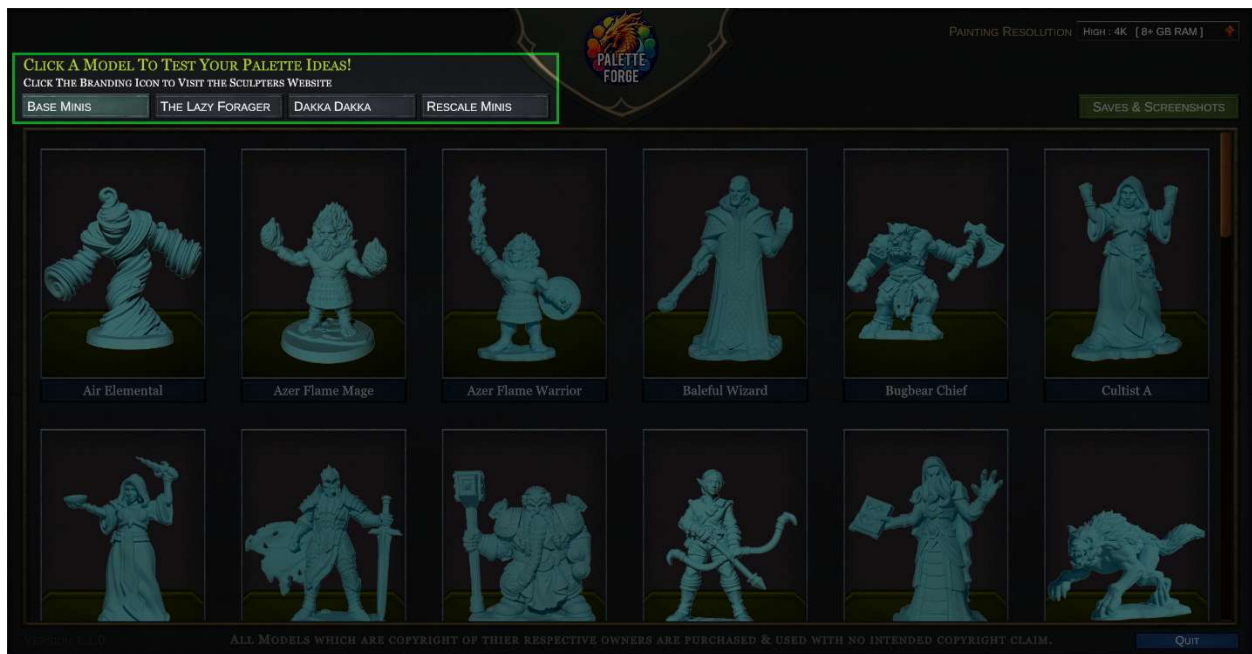 PAINTING RESOLUTION HIGH : 4K [ 8+ GB RAM ]
PALETTE
FORGE
CLICK A MODEL TO TEST YOUR PALETTE IDEAS!
CLICK THE BRANDING ICON TO VISIT THE SCULPTERS WEBSITE
BASE MINIS THE LAZY FORAGER DAKKA DAKKA RESCALE MINIS
SAVES & SCREENSHOTS
Air Elemental Azer Flame Mage Azer Flame Warrior Baleful Wizard Bugbear Chief Cultist A
ALL MODELS WHICH ARE COPYRIGHT OF THIER RESPECTIVE OWNERS ARE PURCHASED & USED WITH NO INTENDED COPYRIGHT CLAIM.
QUIT